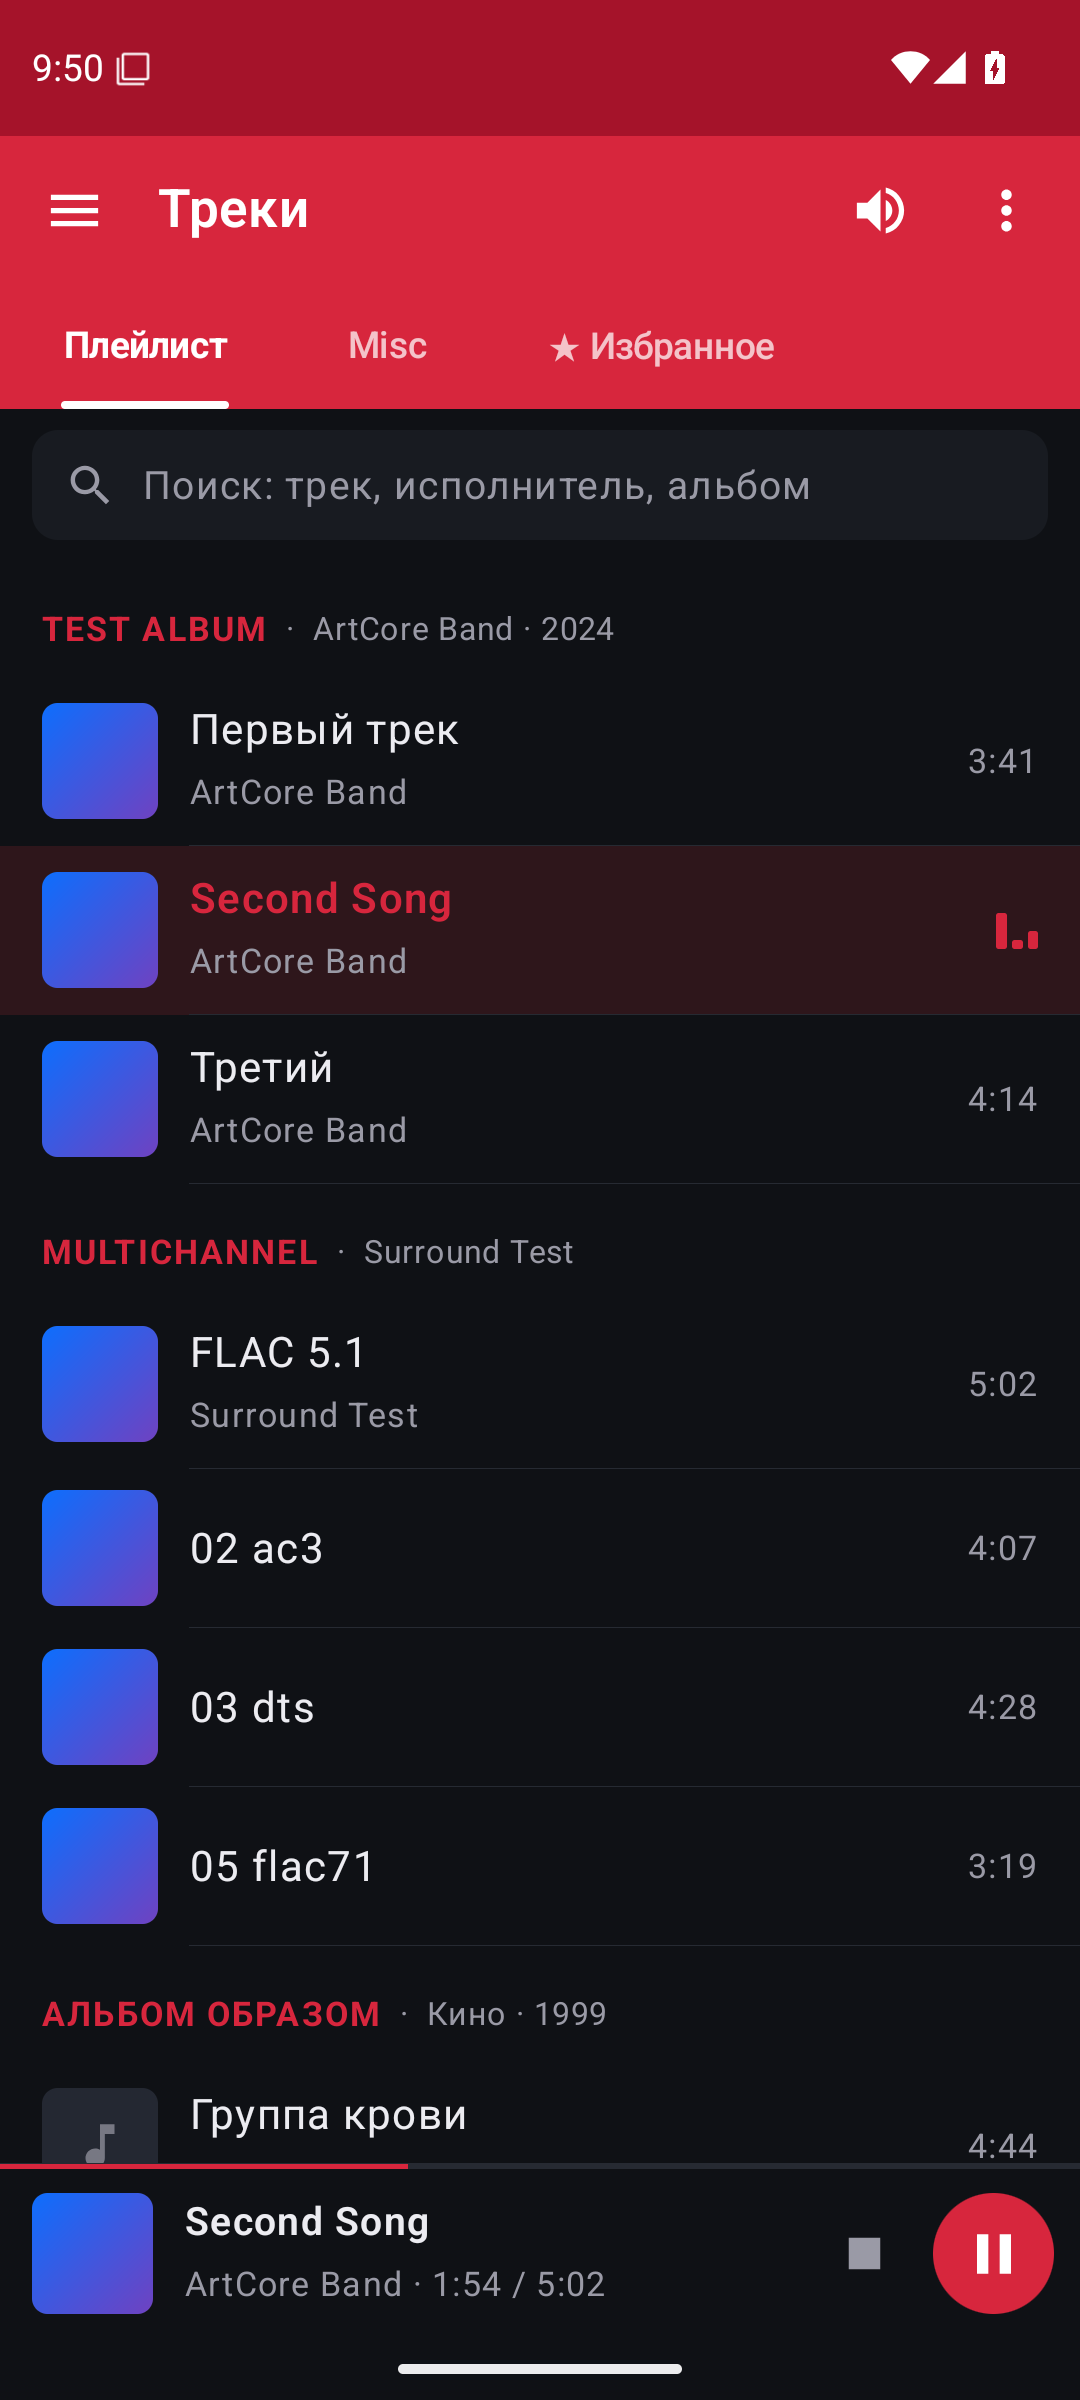 9:50
Треки
Плейлист Misc ★ Избранное
Поиск: трек, исполнитель, альбом
TEST ALBUM · ArtCore Band · 2024
Первый трек
3:41
ArtCore Band
Second Song
ArtCore Band
Третий
4:14
ArtCore Band
MULTICHANNEL · Surround Test
FLAC 5.1
5:02
Surround Test
02 ac3 4:07
03 dts 4:28
05 flac71 3:19
АЛЬБОМ ОБРАЗОМ · Кино · 1999
Группа крови
4:44
Second Song
ArtCore Band · 1:54 / 5:02